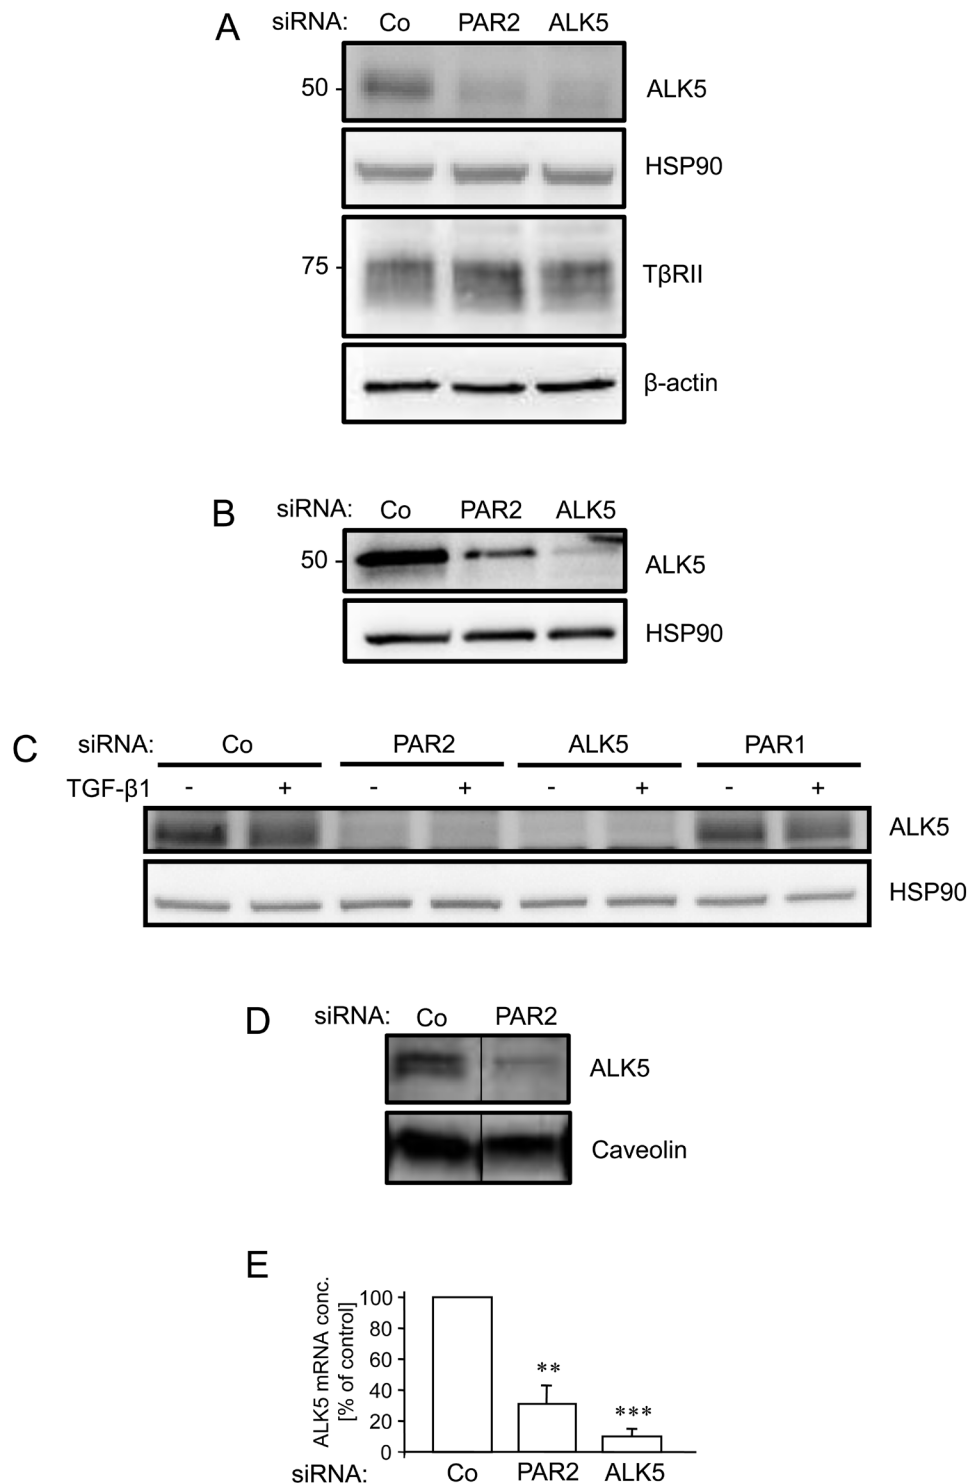 A
siRNA: Co PAR2 ALK5
50 ALK5
HSP90
75 TβRII
β-actin
B
siRNA: Co PAR2 ALK5
50 ALK5
HSP90
C
siRNA: Co PAR2 ALK5 PAR1
TGF-β1 - + - + - + - +
ALK5
HSP90
D
siRNA: Co PAR2
ALK5
Caveolin
E
ALK5 mRNA conc.
[% of control]
100
80
60
40
20
0
**
***
siRNA: Co PAR2 ALK5